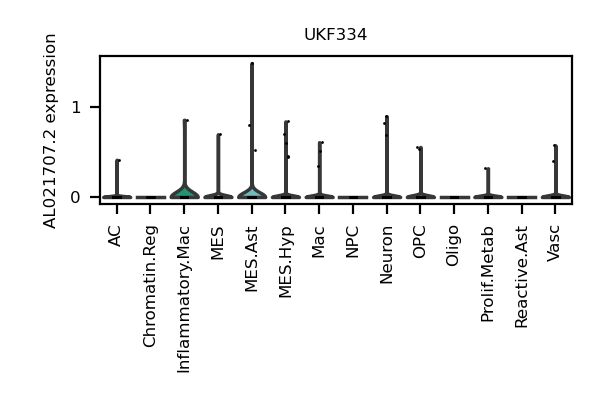 UKF334
AL021707.2 expression
1
0
AC
Chromatin.Reg
Inflammatory.Mac
MES
MES.Ast
MES.Hyp
Mac
NPC
Neuron
OPC
Oligo
Prolif.Metab
Reactive.Ast
Vasc